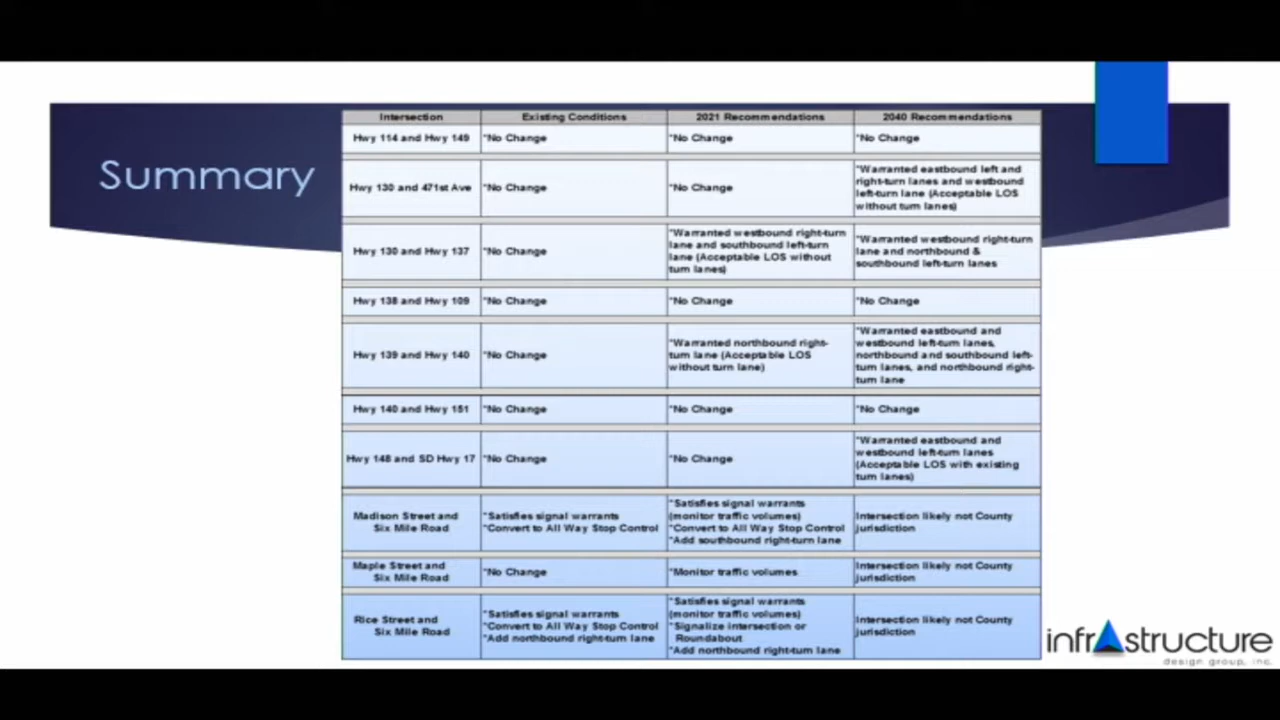 Summary
Intersection Existing Conditions 2021 Recommendations 2040 Recommendations
Hwy 114 and Hwy 149 *No Change *No Change *No Change
Hwy 130 and 471st Ave *No Change *No Change *Warranted eastbound left and
right-turn lanes and westbound
left-turn lane (Acceptable LOS
without turn lanes)
Hwy 130 and Hwy 137 *No Change *Warranted westbound right-turn
lane and southbound left-turn
lane (Acceptable LOS without
turn lanes)
*Warranted westbound right-turn
lane and northbound &
southbound left-turn lanes
Hwy 138 and Hwy 109 *No Change *No Change *No Change
Hwy 139 and Hwy 140 *No Change *Warranted northbound right-
turn lane (Acceptable LOS
without turn lane)
*Warranted eastbound and
westbound left-turn lanes,
northbound and southbound left-
turn lanes, and northbound right-
turn lane
Hwy 140 and Hwy 151 *No Change *No Change *No Change
Hwy 148 and SD Hwy 17 *No Change *No Change *Warranted eastbound and
westbound left-turn lanes
(Acceptable LOS with existing
turn lanes)
Madison Street and
Six Mile Road
*Satisfies signal warrants
*Convert to All Way Stop Control
*Satisfies signal warrants
(monitor traffic volumes)
*Convert to All Way Stop Control
*Add southbound right-turn lane
Intersection likely not County
jurisdiction
Maple Street and
Six Mile Road
*No Change
*Monitor traffic volumes
Intersection likely not County
jurisdiction
Rice Street and
Six Mile Road
*Satisfies signal warrants
*Convert to All Way Stop Control
*Add northbound right-turn lane
*Satisfies signal warrants
(monitor traffic volumes)
*Signalize intersection or
Roundabout
*Add northbound right-turn lane
Intersection likely not County
jurisdiction
infrastructure
design group, inc.